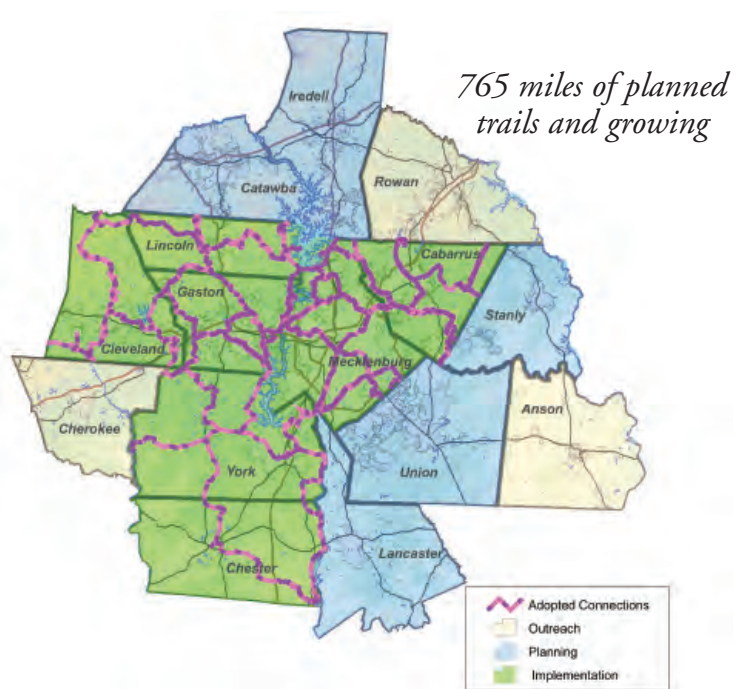 765 miles of planned
trails and growing
Iredell
Rowan
Catawba
Lincoln
Cabarrus
Gaston
Stanly
Cleveland
Mecklenburg
Anson
Cherokee
York
Union
Lancaster
Chester
Adopted Connections
Outreach
Planning
Implementation